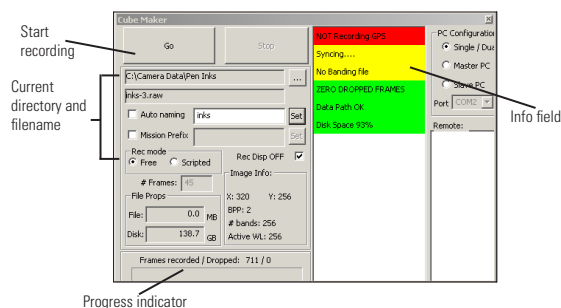 Cube Maker
Start
recording
Go
Stop
Current
directory and
filename
C:\Camera Data\Pen Inks
...
inks-3.raw
Auto naming
inks
Set
Mission Prefix
Set
Rec mode
Free
Scripted
Rec Disp OFF
# Frames:
45
File Props
File:
0.0
MB
Disk:
138.7
GB
Image Info:
X: 320 Y: 256
BPP: 2
# bands: 256
Active WL: 256
Frames recorded / Dropped: 711 / 0
Progress indicator
NOT Recording GPS
Syncing....
No Banding file
ZERO DROPPED FRAMES
Data Path OK
Disk Space 93%
PC Configuration
Single / Dua
Master PC
Slave PC
Port
COM2
Remote:
Info field